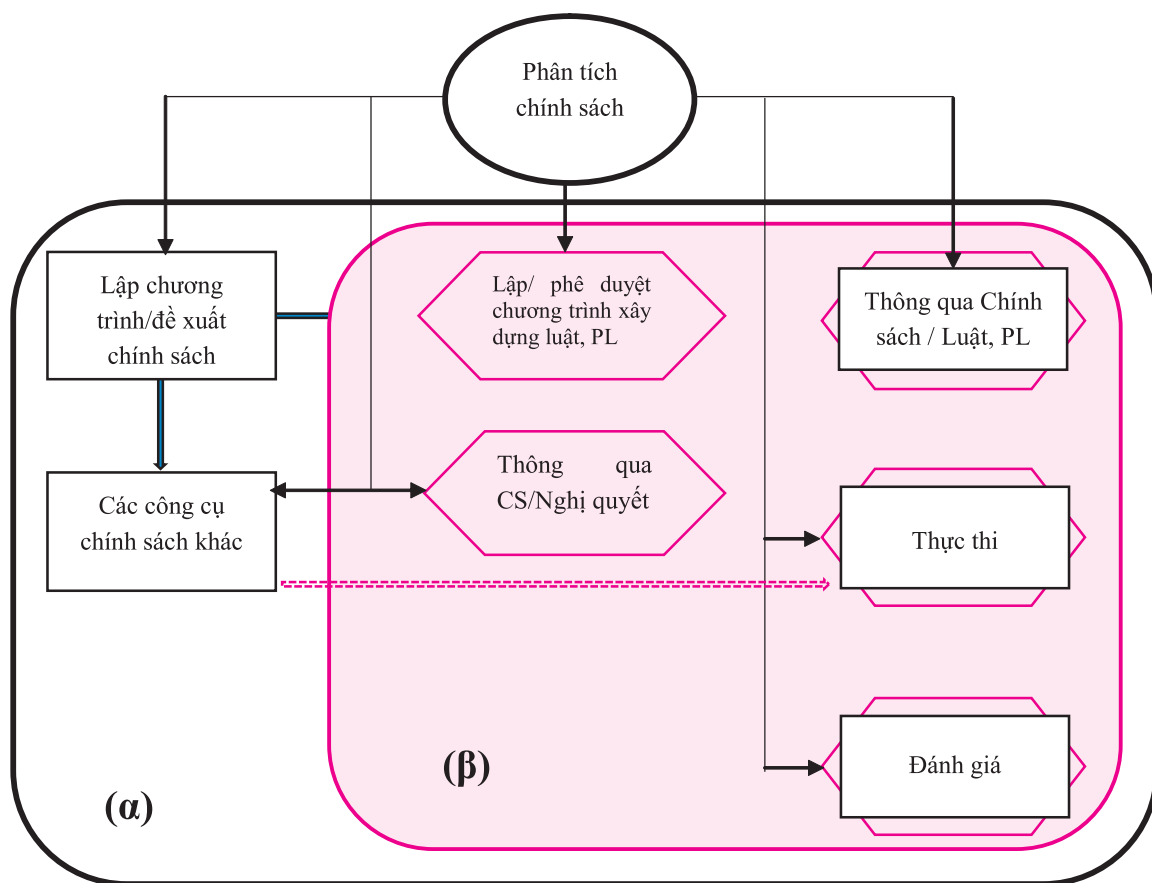 Phân tích
chính sách
Lập chương
trình/đề xuất
chính sách
Lập/ phê duyệt
chương trình xây
dựng luật, PL
Thông qua Chính
sách / Luật, PL
Các công cụ
chính sách khác
Thông qua
CS/Nghị quyết
Thực thi
Đánh giá
(α)
(β)